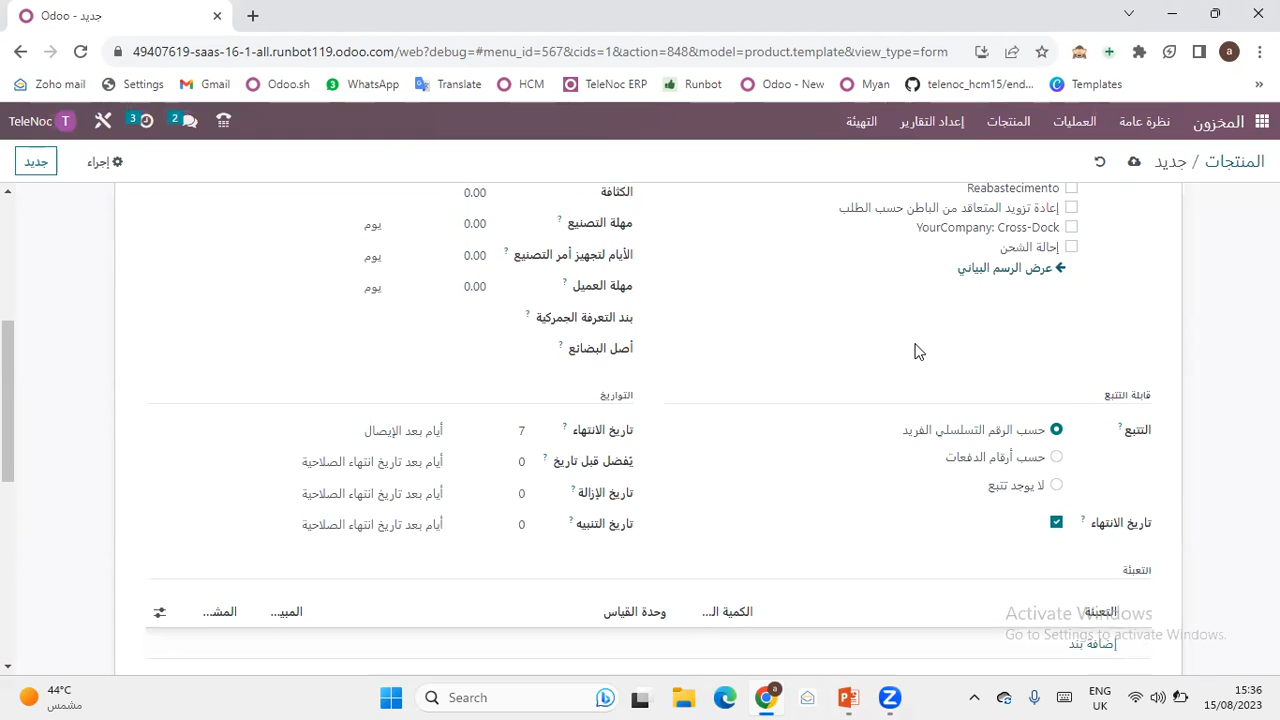 Odoo - جديد
49407619-saas-16-1-all.runbot119.odoo.com/web?debug=#menu_id=567&cids=1&action=848&model=product.template&view_type=form
a
Zoho mail Settings Gmail Odoo.sh 3 WhatsApp Translate HCM TeleNoc ERP Runbot Odoo - New Myan telenoc_hcm15/end... Templates »
المخزون نظرة عامة العمليات المنتجات إعداد التقارير التهيئة
2 3 T TeleNoc
المنتجات / جديد
إجراء
جديد
Reabastecimento
إعادة تزويد المتعاقد من الباطن حسب الطلب
YourCompany: Cross-Dock
إحالة الشحن
عرض الرسم البياني
الكثافة 0.00
مهلة التصنيع ? 0.00 يوم
الأيام لتجهيز أمر التصنيع ? 0.00 يوم
مهلة العميل ? 0.00 يوم
بند التعرفة الجمركية ?
أصل البضائع ?
قابلة التتبع
التتبع ? حسب الرقم التسلسلي الفريد
حسب أرقام الدفعات
لا يوجد تتبع
تاريخ الانتهاء ?
التواريخ
تاريخ الانتهاء ? 7 أيام بعد الإيصال
يُفضل قبل تاريخ ? 0 أيام بعد تاريخ انتهاء الصلاحية
تاريخ الإزالة ? 0 أيام بعد تاريخ انتهاء الصلاحية
تاريخ التنبيه ? 0 أيام بعد تاريخ انتهاء الصلاحية
التعبئة
التعبئة الكمية الـ... وحدة القياس المبيـ... المشـ...
إضافة بند
Activate Windows
Go to Settings to activate Windows.
44°C
مشمس
Search
a
ENG
UK
15:36
15/08/2023